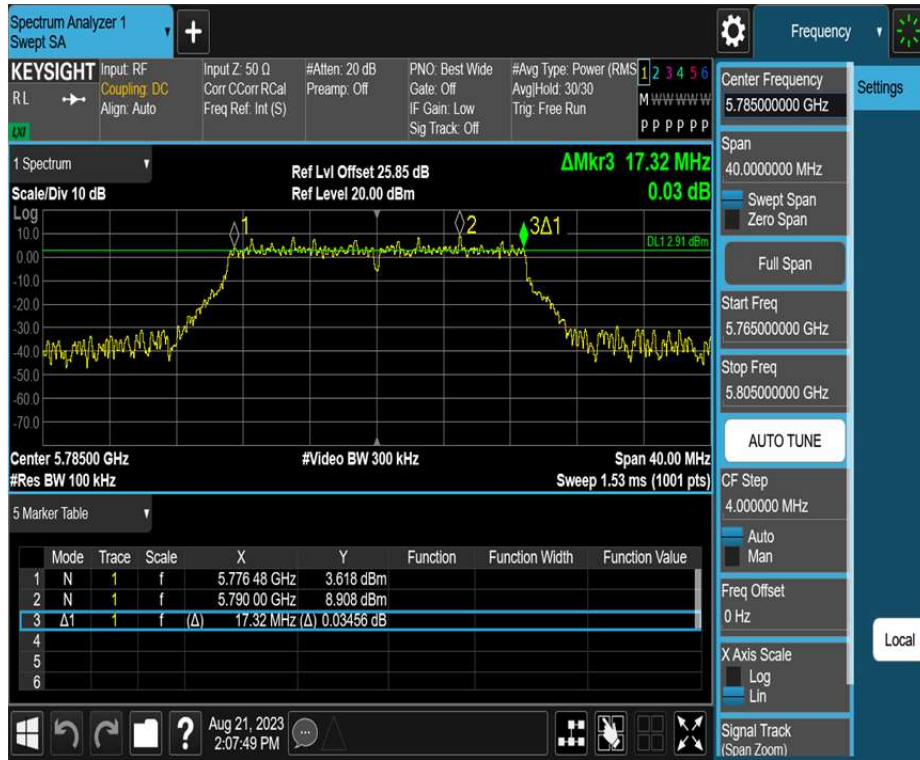 Spectrum Analyzer 1
Swept SA
Frequency
KEYSIGHT
RL
LXI
Input: RF
Coupling: DC
Align: Auto
Input Z: 50 Ω
Corr CCorr RCal
Freq Ref: Int (S)
#Atten: 20 dB
Preamp: Off
PNO: Best Wide
Gate: Off
IF Gain: Low
Sig Track: Off
#Avg Type: Power (RMS
Avg|Hold: 30/30
Trig: Free Run
1 2 3 4 5 6
M W W W W W
P P P P P P
1 Spectrum
Scale/Div 10 dB
Ref Lvl Offset 25.85 dB
Ref Level 20.00 dBm
ΔMkr3 17.32 MHz
0.03 dB
Log
10.0
0.00
-10.0
-20.0
-30.0
-40.0
-50.0
-60.0
-70.0
1
2
3Δ1
DL1 2.91 dBm
Center 5.78500 GHz
#Video BW 300 kHz
Span 40.00 MHz
#Res BW 100 kHz
Sweep 1.53 ms (1001 pts)
5 Marker Table
Mode Trace Scale X Y Function Function Width Function Value
1 N 1 f 5.776 48 GHz 3.618 dBm
2 N 1 f 5.790 00 GHz 8.908 dBm
3 Δ1 1 f (Δ) 17.32 MHz (Δ) 0.03456 dB
4
5
6
?
Aug 21, 2023
2:07:49 PM
Center Frequency
5.785000000 GHz
Settings
Span
40.0000000 MHz
Swept Span
Zero Span
Full Span
Start Freq
5.765000000 GHz
Stop Freq
5.805000000 GHz
AUTO TUNE
CF Step
4.000000 MHz
Auto
Man
Freq Offset
0 Hz
Local
X Axis Scale
Log
Lin
Signal Track
(Span Zoom)